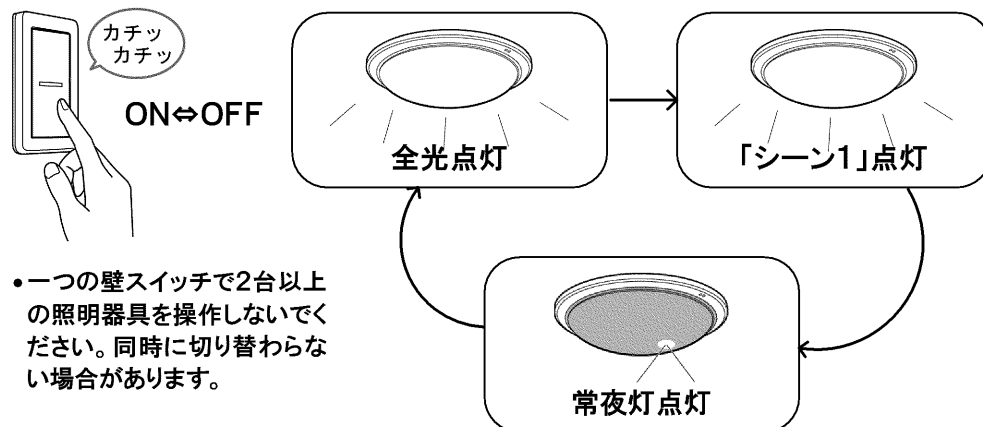 カチッ
カチッ
ON⇔OFF
全光点灯
「シーン1」点灯
常夜灯点灯
•一つの壁スイッチで2台以上
の照明器具を操作しないでく
ださい。同時に切り替わらな
い場合があります。